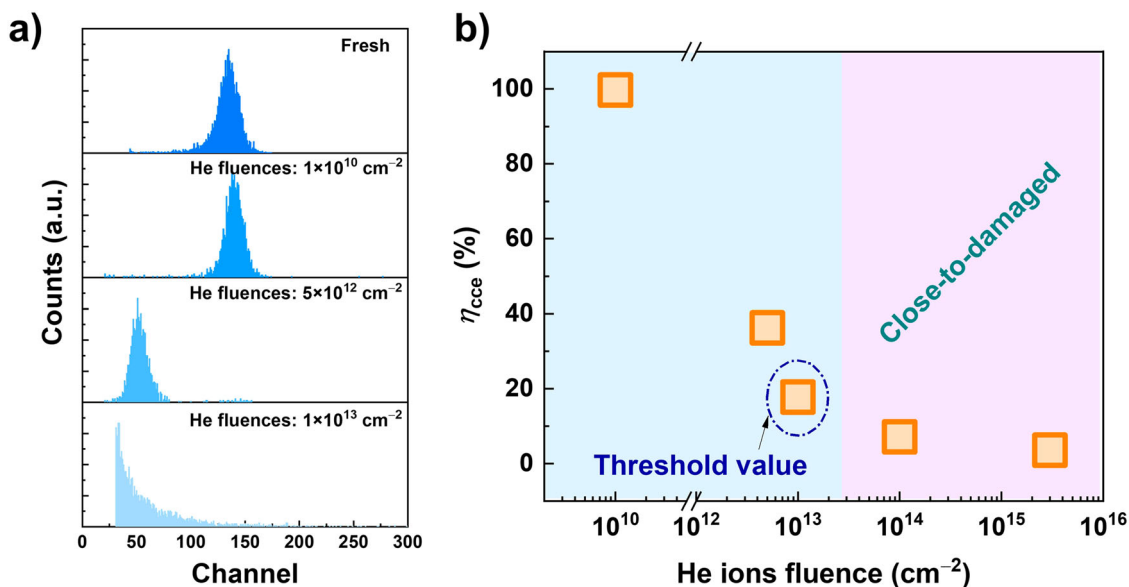 a)
Fresh
He fluences: 1×10¹⁰ cm⁻²
He fluences: 5×10¹² cm⁻²
He fluences: 1×10¹³ cm⁻²
Counts (a.u.)
0 50 100 150 200 250 300
Channel
b)
100
80
60
40
20
0
η_cce (%)
Close-to-damaged
Threshold value
10¹⁰ 10¹² 10¹³ 10¹⁴ 10¹⁵ 10¹⁶
He ions fluence (cm⁻²)